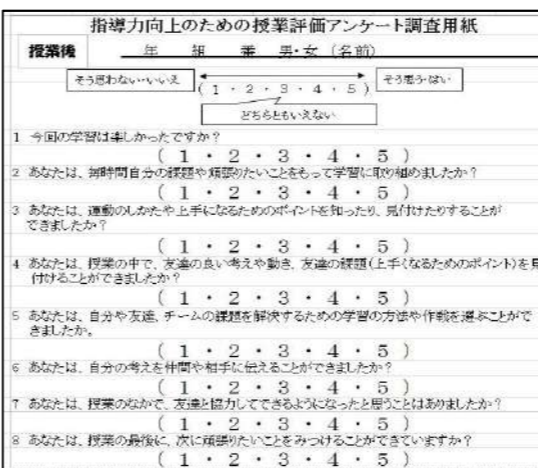 指導力向上のための授業評価アンケート調査用紙
授業後 年 組 番 男・女 (名前)
そう思わない・いいえ (1・2・3・4・5) そう思う・はい
どちらともいえない
1 今回の学習は楽しかったですか?
(1・2・3・4・5)
2 あなたは、毎時間自分の課題や頑張りたいことをもって学習に取り組めましたか?
(1・2・3・4・5)
3 あなたは、運動のしかたや上手になるためのポイントを知ったり、見付けたりすることが
できましたか?
(1・2・3・4・5)
4 あなたは、授業の中で、友達の良い考えや動き、友達の課題(上手くなるためのポイント)を見
付けることができましたか?
(1・2・3・4・5)
5 あなたは、自分や友達、チームの課題を解決するための学習の方法や作戦を選ぶことがで
きましたか。
(1・2・3・4・5)
6 あなたは、自分の考えを仲間や相手に伝えることができましたか?
(1・2・3・4・5)
7 あなたは、授業のなかで、友達と協力してできるようになったと思うことはありましたか?
(1・2・3・4・5)
8 あなたは、授業の最後に、次に頑張りたいことをみつけることができていますか?
(1・2・3・4・5)